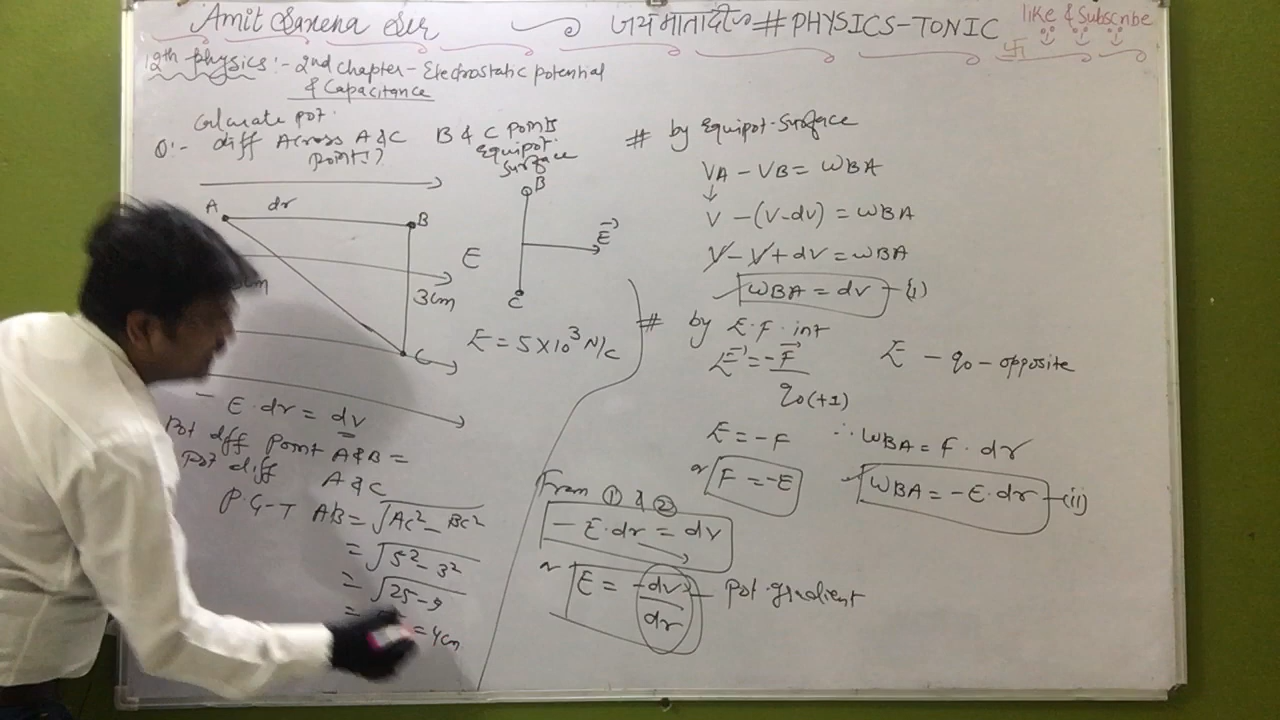 Amit Saxena Sir
जय माता दी # PHYSICS-TONIC
like & Subscribe
12th physics :- 2nd chapter - Electrostatic potential
& Capacitance
Calculate pot.
Q:- diff Across A & C
points?
B & C points
equipot.
surface
A dr B
E
3cm
C
B
E
C
E = 5×10³ N/C
- E.dr = dv
Pot diff point A & B =
Pot diff A & C
P.G.T AB = √AC² - BC²
= √5² - 3²
= √25 - 9
=
= 4cm
# by Equipot. Surface
VA - VB = WBA
↓
V - (V - dv) = WBA
V - V + dv = WBA
WBA = dv -(i)
# by E.F. int
E = -F
q0(+1)
E - q0 - opposite
E = -F ∴ WBA = F. dr
or F = -E
WBA = -E.dr -(ii)
From ① & ②
- E.dr = dv
or E = -dv
dr
Pot. gradient